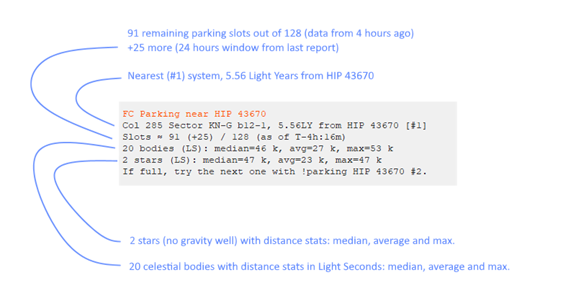 91 remaining parking slots out of 128 (data from 4 hours ago)
+25 more (24 hours window from last report)
Nearest (#1) system, 5.56 Light Years from HIP 43670
FC Parking near HIP 43670
Col 285 Sector KN-G b12-1, 5.56LY from HIP 43670 [#1]
Slots ≈ 91 (+25) / 128 (as of T-4h:16m)
20 bodies (LS): median=46 k, avg=27 k, max=53 k
2 stars (LS): median=47 k, avg=23 k, max=47 k
If full, try the next one with !parking HIP 43670 #2.
2 stars (no gravity well) with distance stats: median, average and max.
20 celestial bodies with distance stats in Light Seconds: median, average and max.